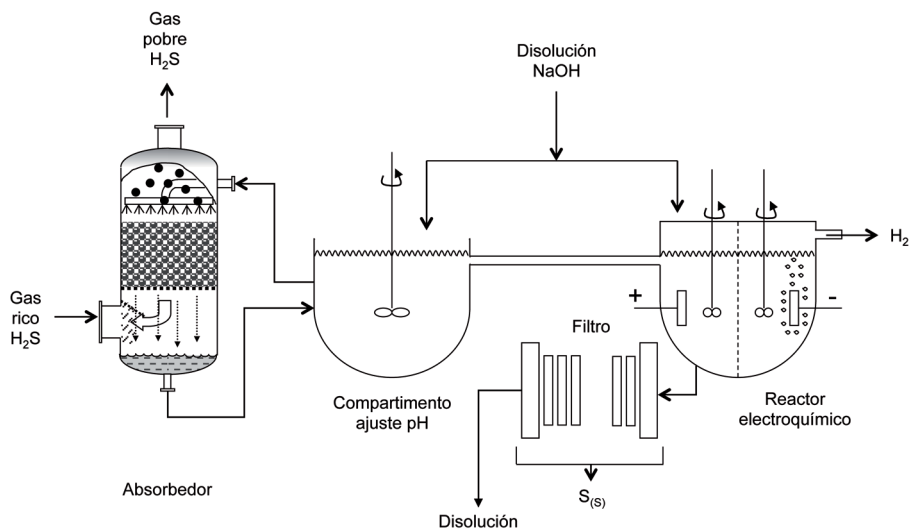 Gas
pobre
H₂S
Disolución
NaOH
H₂
Gas
rico
H₂S
+
-
Filtro
Compartimento
ajuste pH
Reactor
electroquímico
Absorbedor
S₍S₎
Disolución